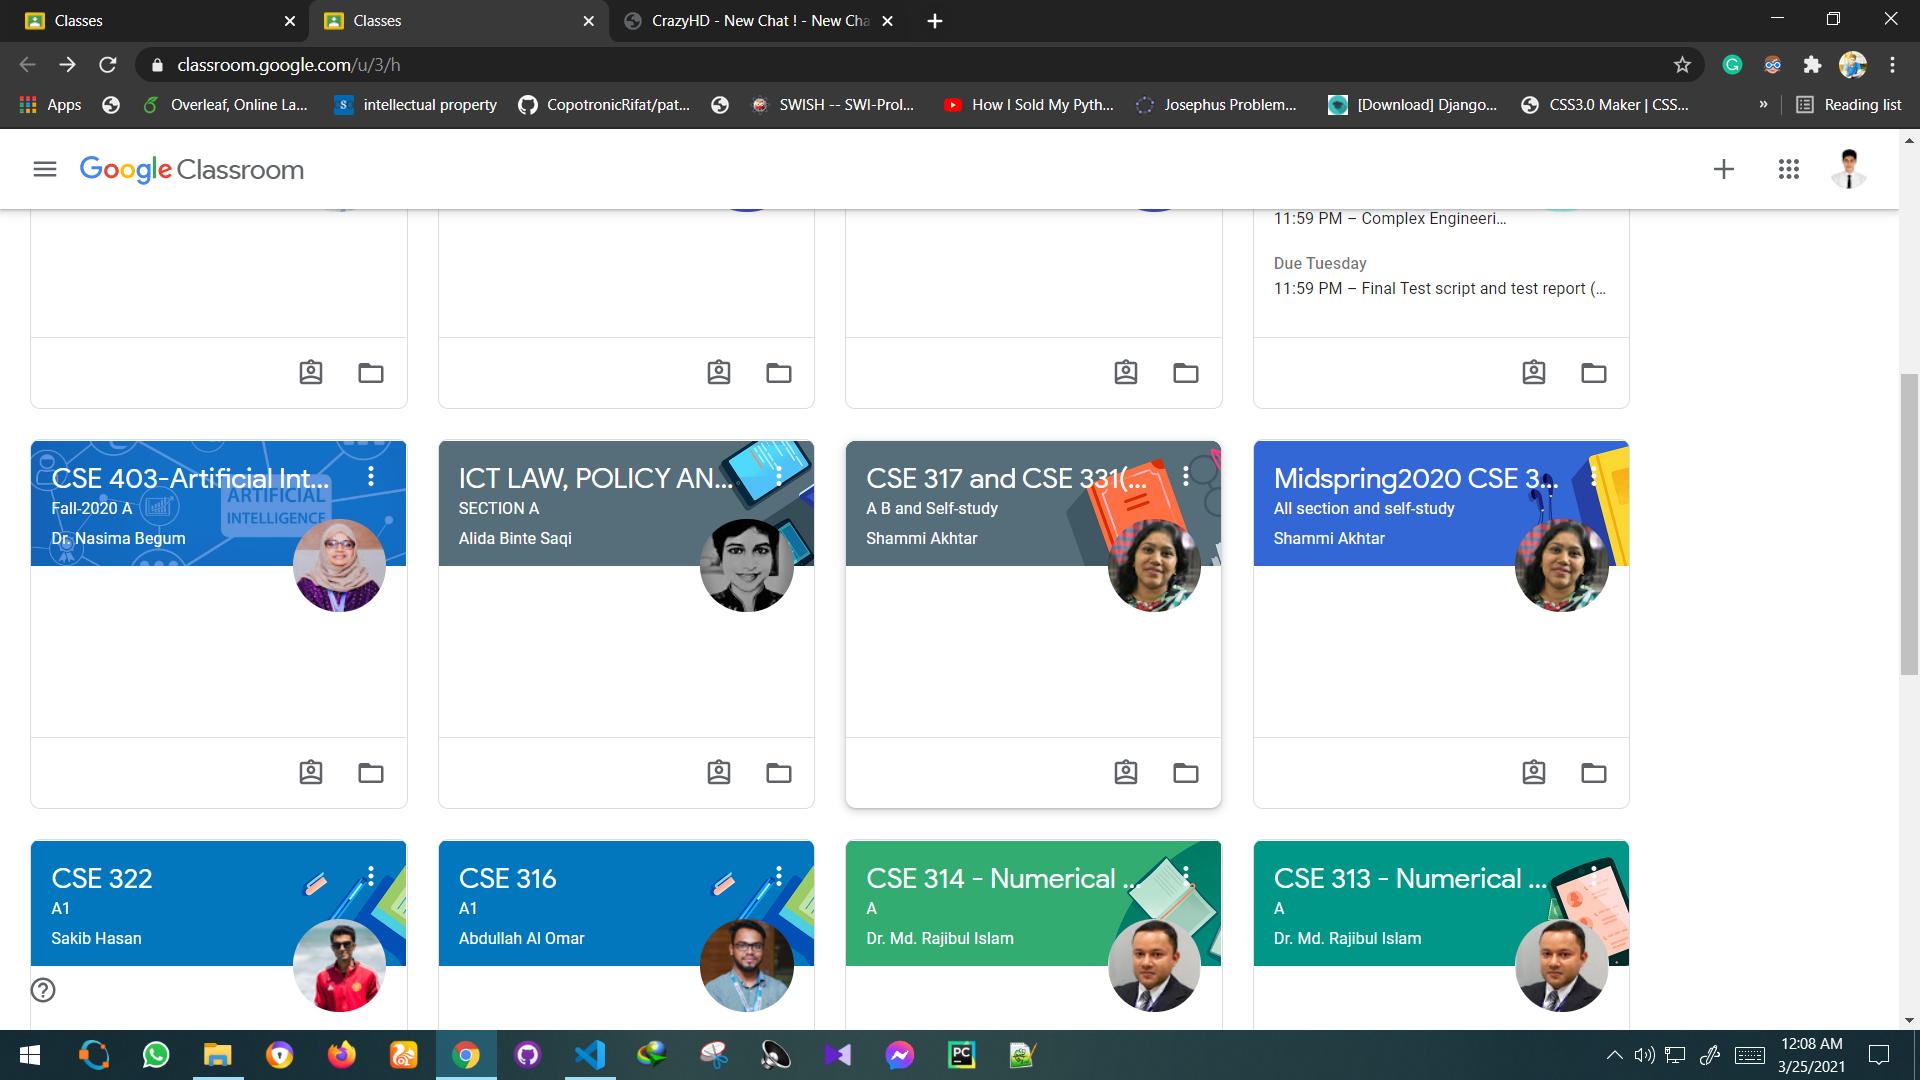 Classes
Classes
CrazyHD - New Chat ! - New Cha
classroom.google.com/u/3/h
Apps
Overleaf, Online La...
intellectual property
CopotronicRifat/pat...
SWISH -- SWI-Prol...
How I Sold My Pyth...
Josephus Problem...
[Download] Django...
CSS3.0 Maker | CSS...
»
Reading list
Google Classroom
11:59 PM – Complex Engineeri...
Due Tuesday
11:59 PM – Final Test script and test report (...
CSE 403-Artificial Int...
Fall-2020 A
Dr. Nasima Begum
ARTIFICIAL
INTELLIGENCE
ICT LAW, POLICY AN...
SECTION A
Alida Binte Saqi
CSE 317 and CSE 331(...
A B and Self-study
Shammi Akhtar
Midspring2020 CSE 3...
All section and self-study
Shammi Akhtar
CSE 322
A1
Sakib Hasan
CSE 316
A1
Abdullah Al Omar
CSE 314 - Numerical ...
A
Dr. Md. Rajibul Islam
CSE 313 - Numerical ...
A
Dr. Md. Rajibul Islam
PC
12:08 AM
3/25/2021